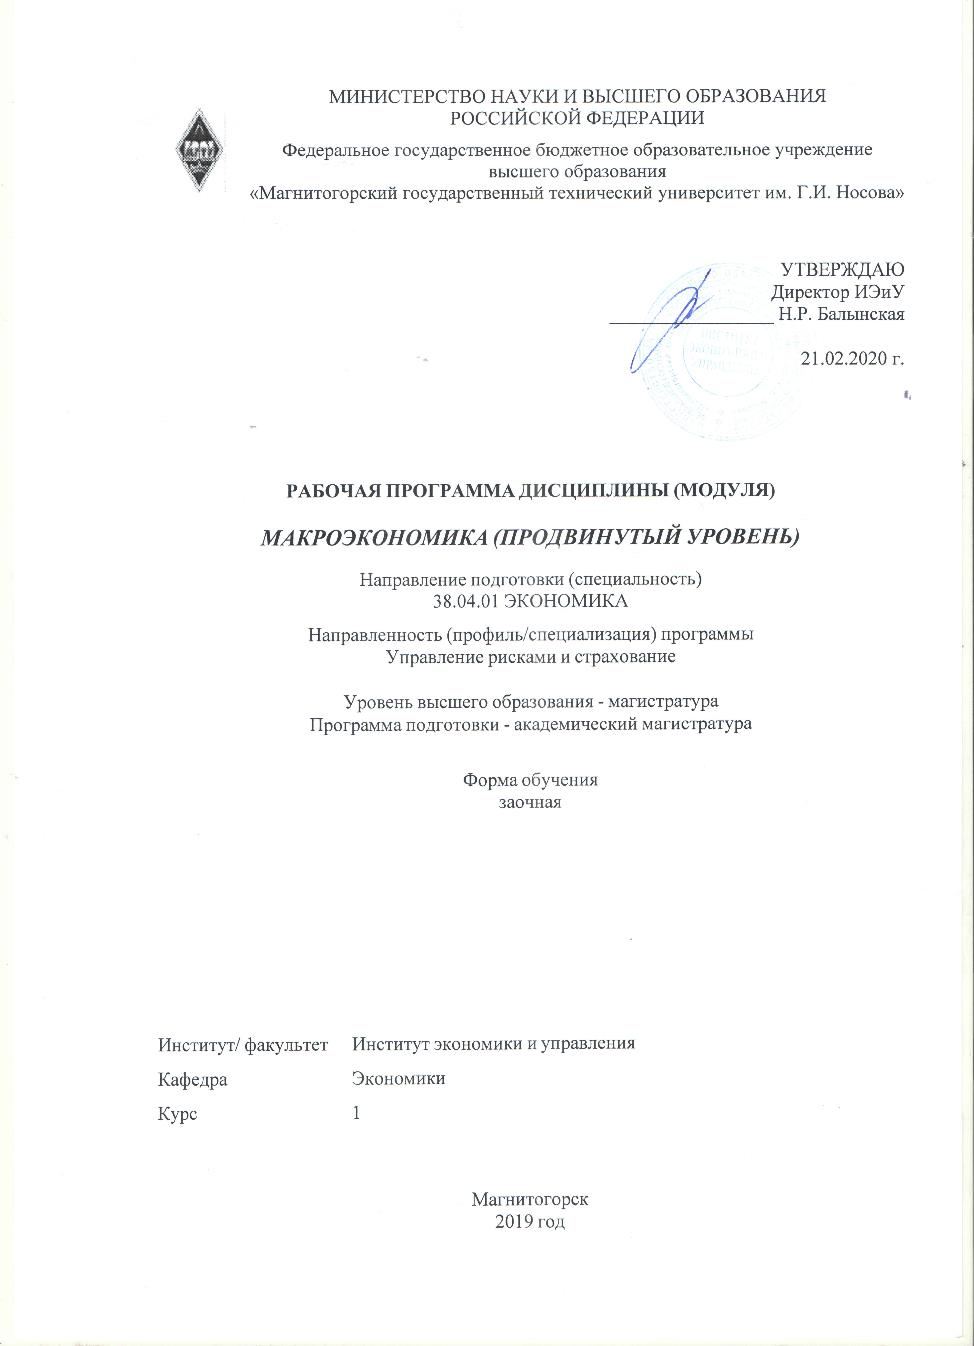 МИНИСТЕРСТВО НАУКИ И ВЫСШЕГО ОБРАЗОВАНИЯ
РОССИЙСКОЙ ФЕДЕРАЦИИ
Федеральное государственное бюджетное образовательное учреждение
высшего образования
«Магнитогорский государственный технический университет им. Г.И. Носова»
УТВЕРЖДАЮ
Директор ИЭиУ
Н.Р. Балынская
21.02.2020 г.
РАБОЧАЯ ПРОГРАММА ДИСЦИПЛИНЫ (МОДУЛЯ)
МАКРОЭКОНОМИКА (ПРОДВИНУТЫЙ УРОВЕНЬ)
Направление подготовки (специальность)
38.04.01 ЭКОНОМИКА
Направленность (профиль/специализация) программы
Управление рисками и страхование
Уровень высшего образования - магистратура
Программа подготовки - академический магистратура
Форма обучения
заочная
Институт/ факультет Институт экономики и управления
Кафедра Экономики
Курс 1
Магнитогорск
2019 год